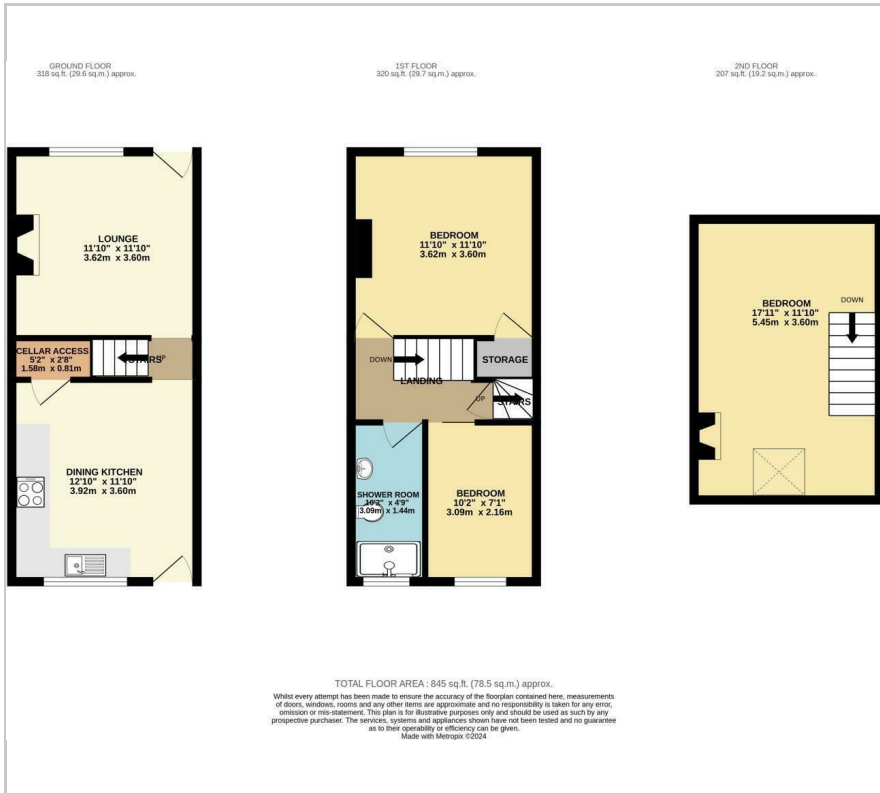 GROUND FLOOR
318 sq.ft. (29.6 sq.m.) approx.
LOUNGE
11'10" x 11'10"
3.62m x 3.60m
CELLAR ACCESS
5'2" x 2'8"
1.58m x 0.81m
STAIRS
UP
DINING KITCHEN
12'10" x 11'10"
3.92m x 3.60m
1ST FLOOR
320 sq.ft. (29.7 sq.m.) approx.
BEDROOM
11'10" x 11'10"
3.62m x 3.60m
DOWN
STORAGE
LANDING
UP
STAIRS
SHOWER ROOM
10'2" x 4'9"
3.09m x 1.44m
BEDROOM
10'2" x 7'1"
3.09m x 2.16m
2ND FLOOR
207 sq.ft. (19.2 sq.m.) approx.
BEDROOM
17'11" x 11'10"
5.45m x 3.60m
DOWN
TOTAL FLOOR AREA : 845 sq.ft. (78.5 sq.m.) approx.
Whilst every attempt has been made to ensure the accuracy of the floorplan contained here, measurements
of doors, windows, rooms and any other items are approximate and no responsibility is taken for any error,
omission or mis-statement. This plan is for illustrative purposes only and should be used as such by any
prospective purchaser. The services, systems and appliances shown have not been tested and no guarantee
as to their operability or efficiency can be given.
Made with Metropix ©2024